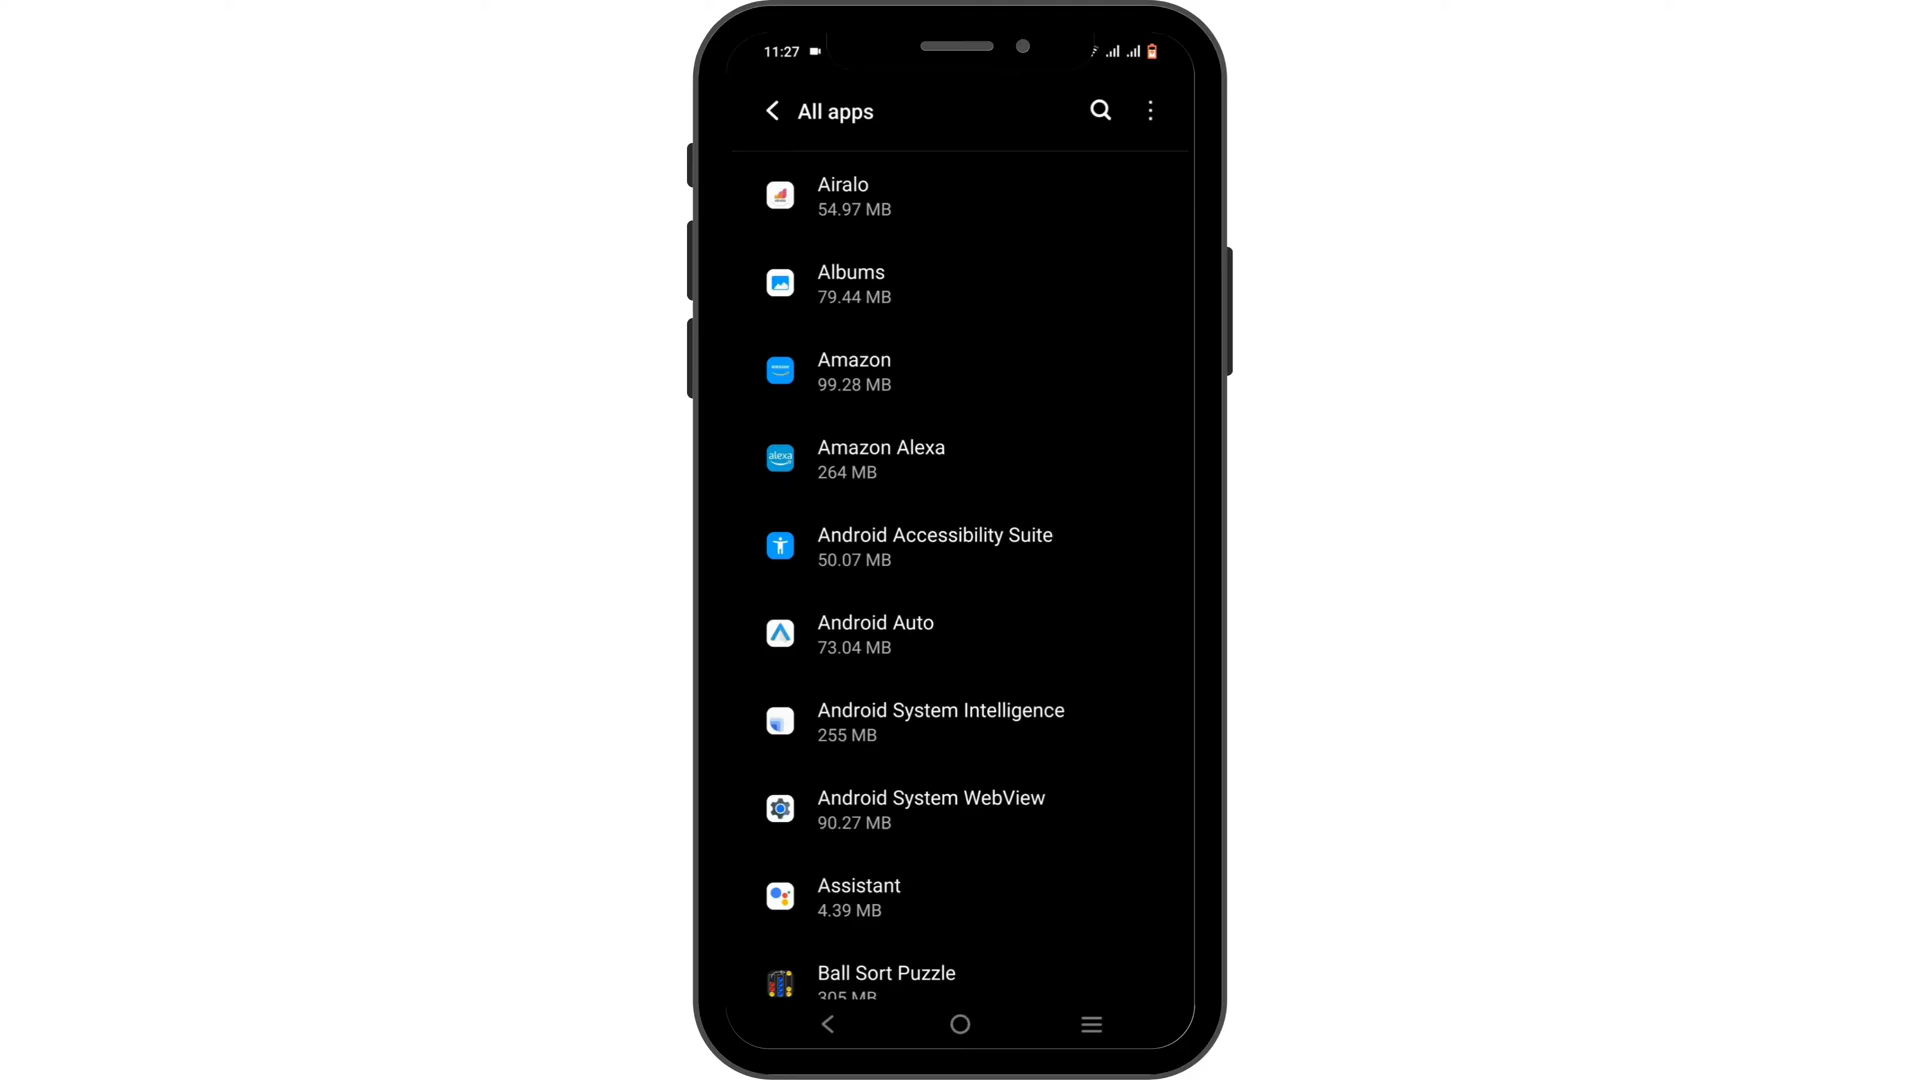 11:27
All apps
Airalo
54.97 MB
Albums
79.44 MB
Amazon
99.28 MB
Amazon Alexa
alexa
264 MB
Android Accessibility Suite
50.07 MB
Android Auto
73.04 MB
Android System Intelligence
255 MB
Android System WebView
90.27 MB
Assistant
4.39 MB
Ball Sort Puzzle
305 MB